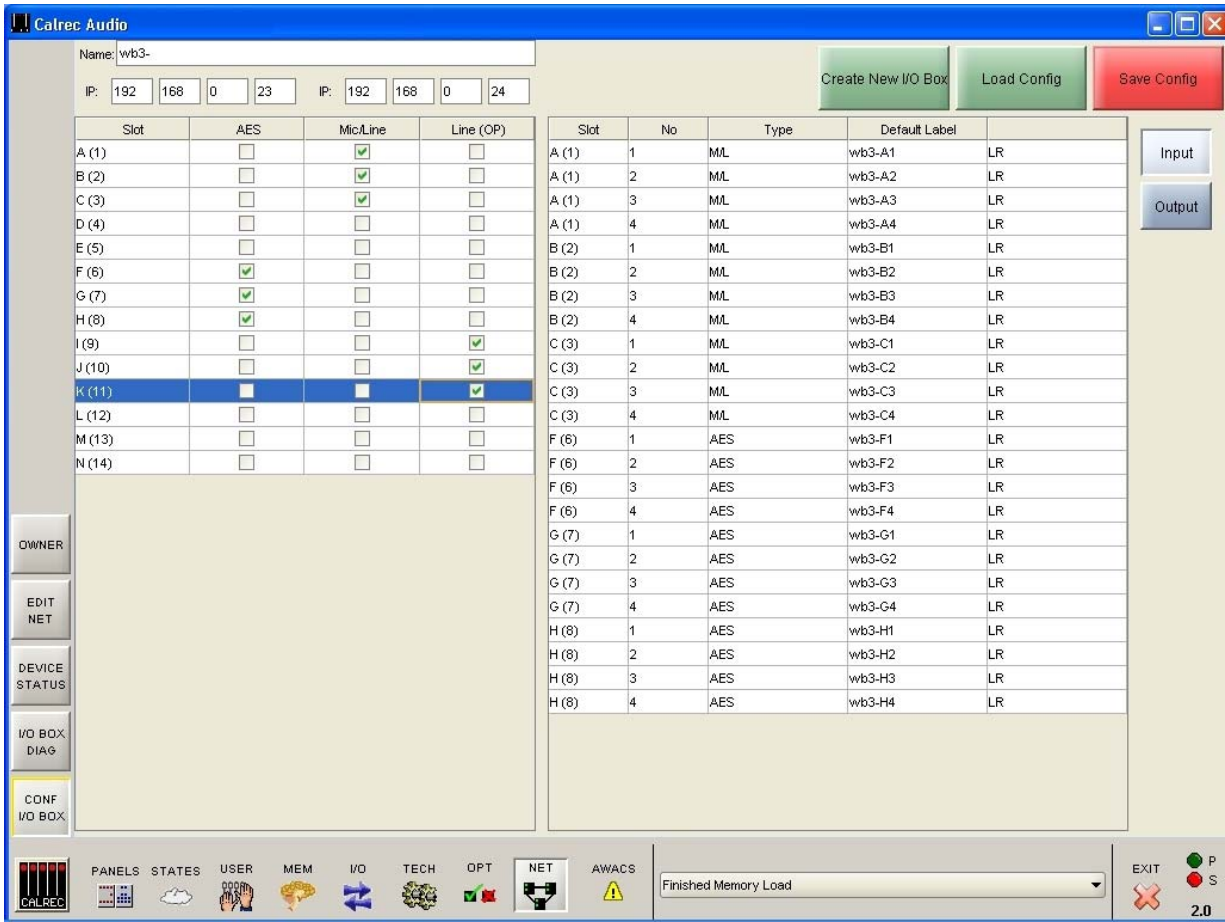 Calrec Audio
Name: wb3-
IP: 192 168 0 23 IP: 192 168 0 24
Create New I/O Box Load Config Save Config
Slot AES Mic/Line Line (OP)
A (1)
B (2)
C (3)
D (4)
E (5)
F (6)
G (7)
H (8)
I (9)
J (10)
K (11)
L (12)
M (13)
N (14)
Slot No Type Default Label
A (1) 1 M/L wb3-A1 LR
A (1) 2 M/L wb3-A2 LR
A (1) 3 M/L wb3-A3 LR
A (1) 4 M/L wb3-A4 LR
B (2) 1 M/L wb3-B1 LR
B (2) 2 M/L wb3-B2 LR
B (2) 3 M/L wb3-B3 LR
B (2) 4 M/L wb3-B4 LR
C (3) 1 M/L wb3-C1 LR
C (3) 2 M/L wb3-C2 LR
C (3) 3 M/L wb3-C3 LR
C (3) 4 M/L wb3-C4 LR
F (6) 1 AES wb3-F1 LR
F (6) 2 AES wb3-F2 LR
F (6) 3 AES wb3-F3 LR
F (6) 4 AES wb3-F4 LR
G (7) 1 AES wb3-G1 LR
G (7) 2 AES wb3-G2 LR
G (7) 3 AES wb3-G3 LR
G (7) 4 AES wb3-G4 LR
H (8) 1 AES wb3-H1 LR
H (8) 2 AES wb3-H2 LR
H (8) 3 AES wb3-H3 LR
H (8) 4 AES wb3-H4 LR
Input
Output
OWNER
EDIT
NET
DEVICE
STATUS
I/O BOX
DIAG
CONF
I/O BOX
CALREC
PANELS STATES USER MEM I/O TECH OPT NET AWACS
Finished Memory Load
EXIT
P
S
2.0